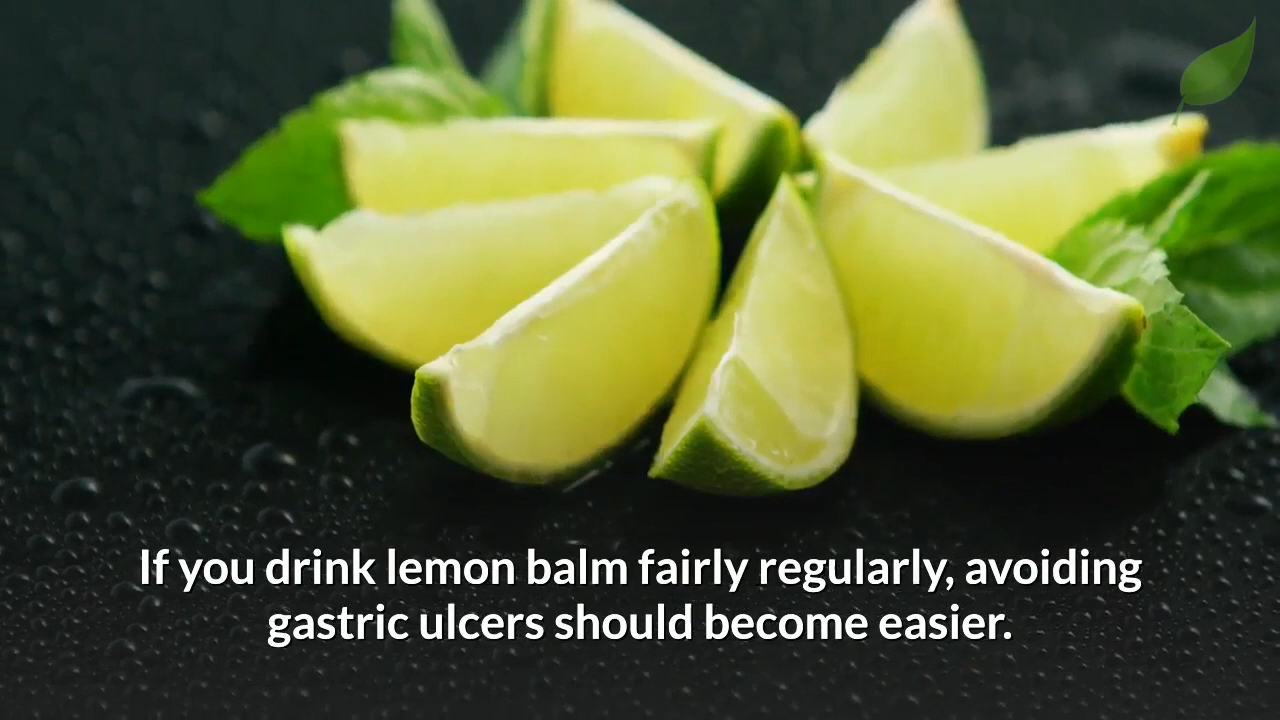 If you drink lemon balm fairly regularly, avoiding
gastric ulcers should become easier.